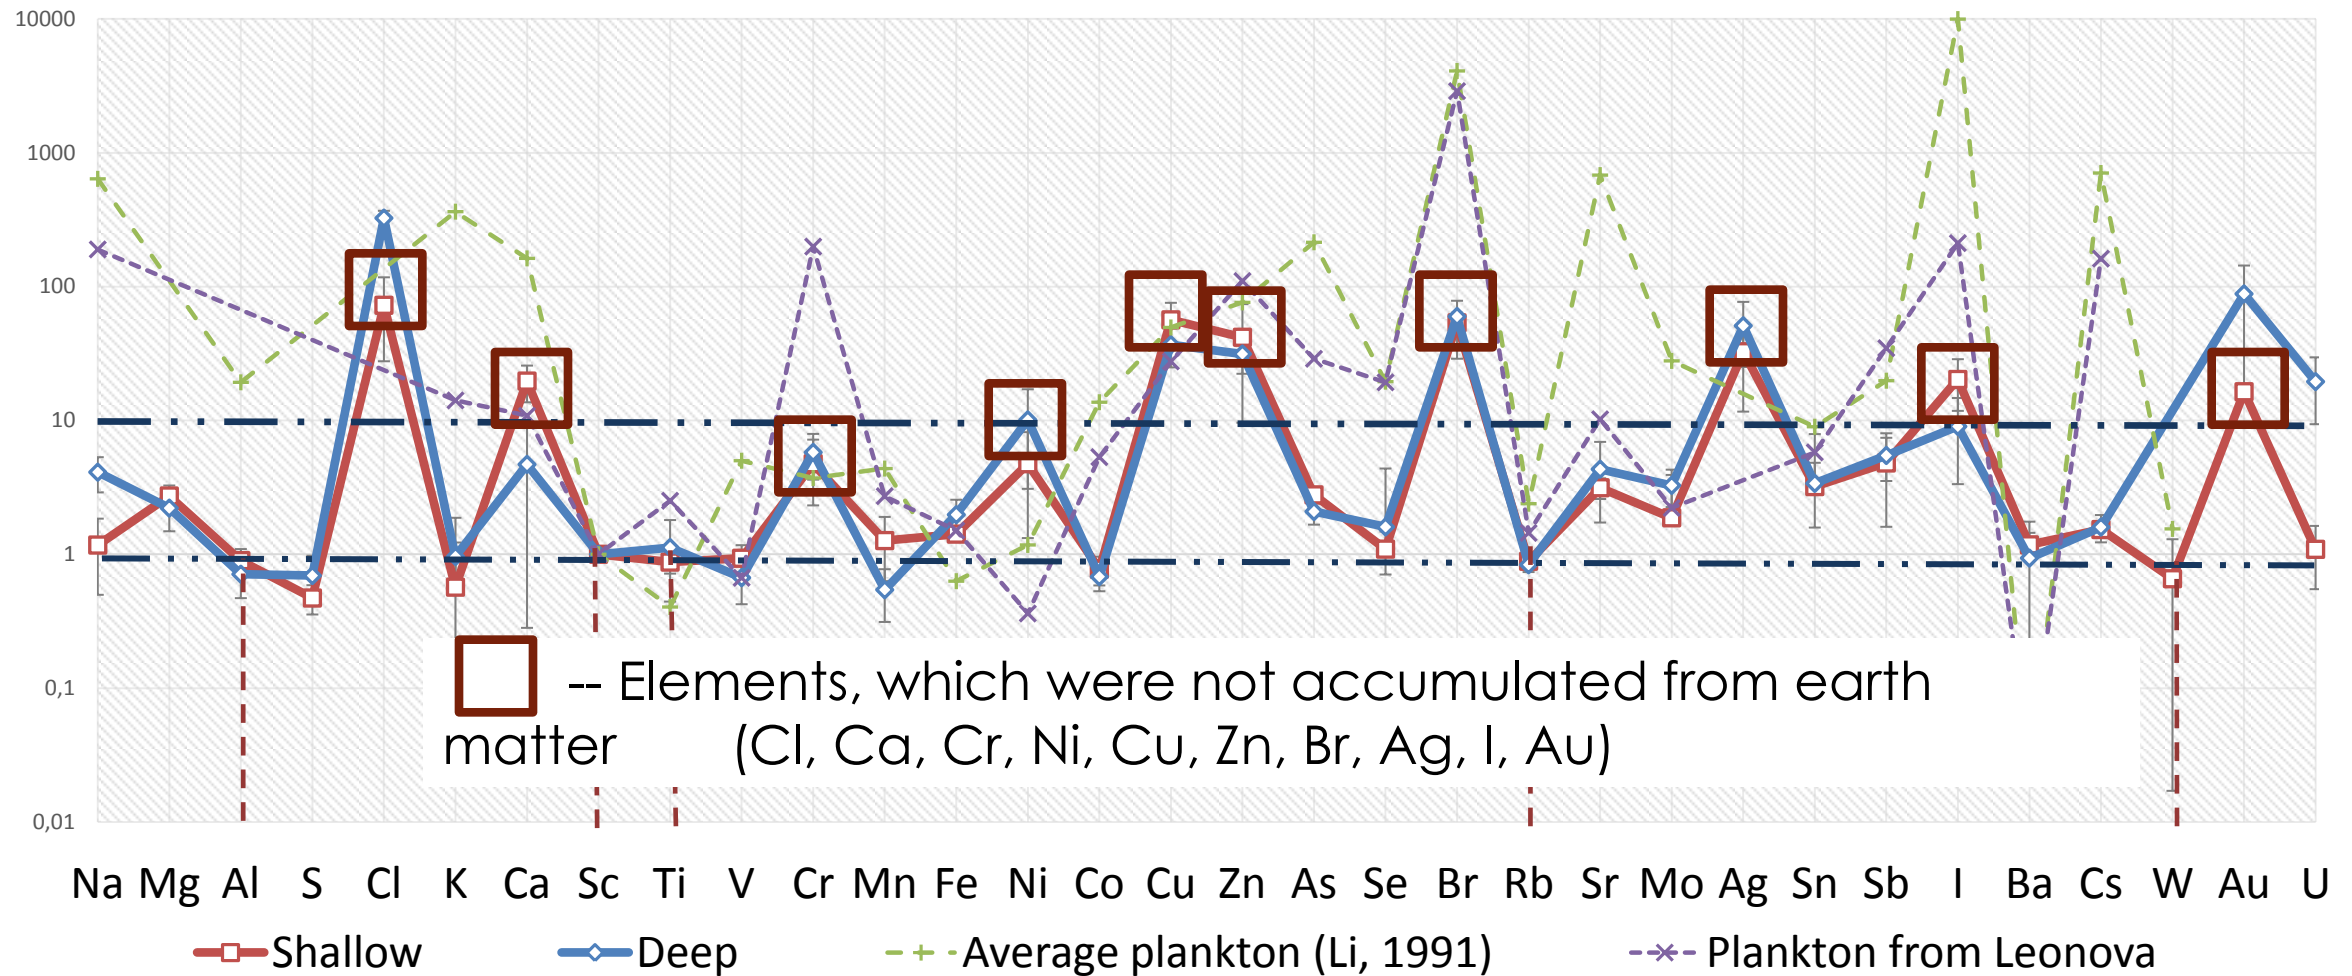 10000
1000
100
10
1
0,1
0,01
-- Elements, which were not accumulated from earth
matter (Cl, Ca, Cr, Ni, Cu, Zn, Br, Ag, I, Au)
Na Mg Al S Cl K Ca Sc Ti V Cr Mn Fe Ni Co Cu Zn As Se Br Rb Sr Mo Ag Sn Sb I Ba Cs W Au U
Shallow Deep Average plankton (Li, 1991) Plankton from Leonova